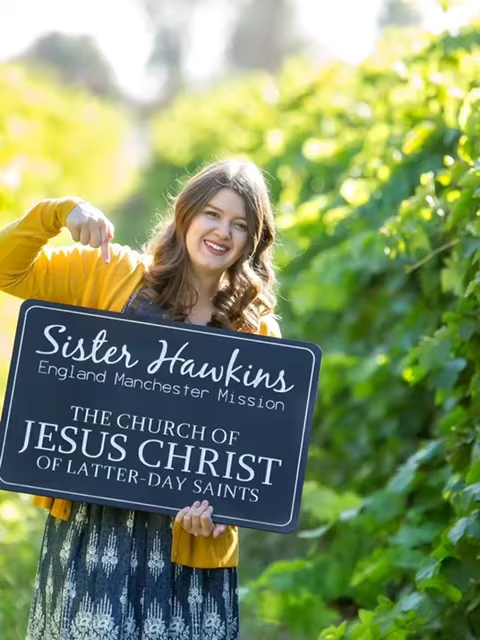 Sister Hawkins
England Manchester Mission
THE CHURCH OF
JESUS CHRIST
OF LATTER-DAY SAINTS